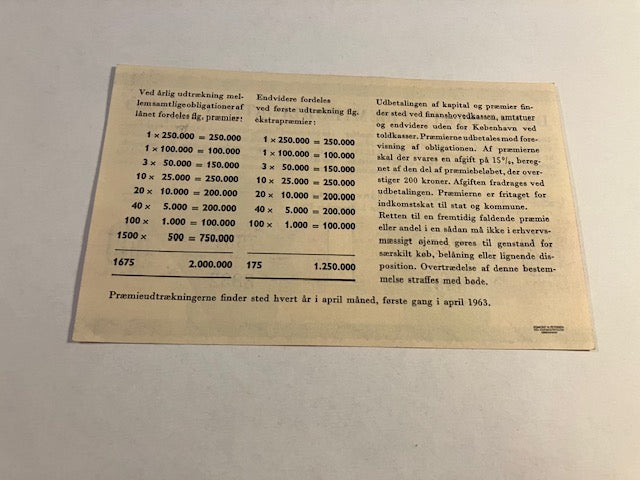 Ved årlig udtrækning mel-
lem samtlige obligationer af
lånet fordeles flg. præmier:
1 × 250.000 = 250.000
1 × 100.000 = 100.000
3 × 50.000 = 150.000
10 × 25.000 = 250.000
20 × 10.000 = 200.000
40 × 5.000 = 200.000
100 × 1.000 = 100.000
1500 × 500 = 750.000
1675 2.000.000
Endvidere fordeles
ved første udtrækning flg.
ekstrapræmier:
1 × 250.000 = 250.000
1 × 100.000 = 100.000
3 × 50.000 = 150.000
10 × 25.000 = 250.000
20 × 10.000 = 200.000
40 × 5.000 = 200.000
100 × 1.000 = 100.000
175 1.250.000
Udbetalingen af kapital og præmier fin-
der sted ved finanshovedkassen, amtstuer
og endvidere uden for København ved
toldkasser. Præmierne udbetales mod fore-
visning af obligationen. Af præmierne
skal der svares en afgift på 15%, bereg-
net af den del af præmiebeløbet, der over-
stiger 200 kroner. Afgiften fradrages ved
udbetalingen. Præmierne er fritaget for
indkomstskat til stat og kommune.
Retten til en fremtidig faldende præmie
eller andel i en sådan må ikke i erhvervs-
mæssigt øjemed gøres til genstand for
særskilt køb, belåning eller lignende dis-
position. Overtrædelse af denne bestem-
melse straffes med bøde.
Præmieudtrækningerne finder sted hvert år i april måned, første gang i april 1963.